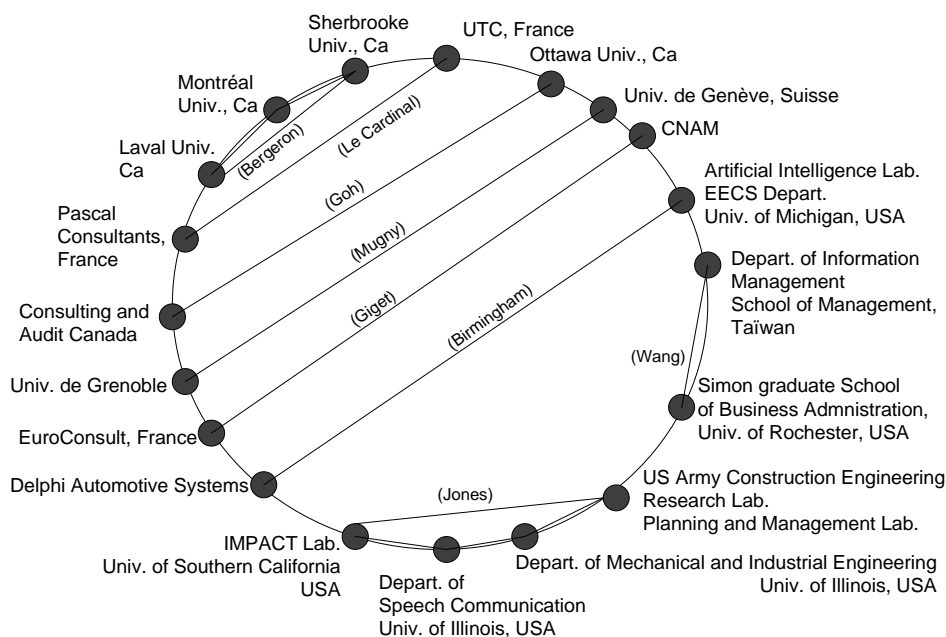 Sherbrooke
Univ., Ca
UTC, France
Ottawa Univ., Ca
Montréal
Univ., Ca
Univ. de Genève, Suisse
CNAM
Laval Univ.
Ca
(Bergeron)
(Le Cardinal)
Artificial Intelligence Lab.
EECS Depart.
Univ. of Michigan, USA
(Goh)
Pascal
Consultants,
France
(Mugny)
Depart. of Information
Management
School of Management,
Taïwan
(Giget)
(Birmingham)
Consulting and
Audit Canada
(Wang)
Univ. de Grenoble
Simon graduate School
of Business Admnistration,
Univ. of Rochester, USA
EuroConsult, France
Delphi Automotive Systems
(Jones)
US Army Construction Engineering
Research Lab.
Planning and Management Lab.
IMPACT Lab.
Univ. of Southern California
USA
Depart. of
Speech Communication
Univ. of Illinois, USA
Depart. of Mechanical and Industrial Engineering
Univ. of Illinois, USA